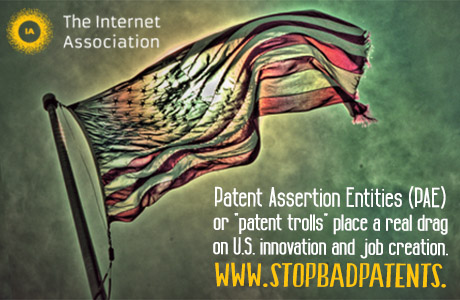 IA
The Internet
Association
Patent Assertion Entities (PAE)
or "patent trolls" place a real drag
on U.S. innovation and job creation.
WWW.STOPBADPATENTS.